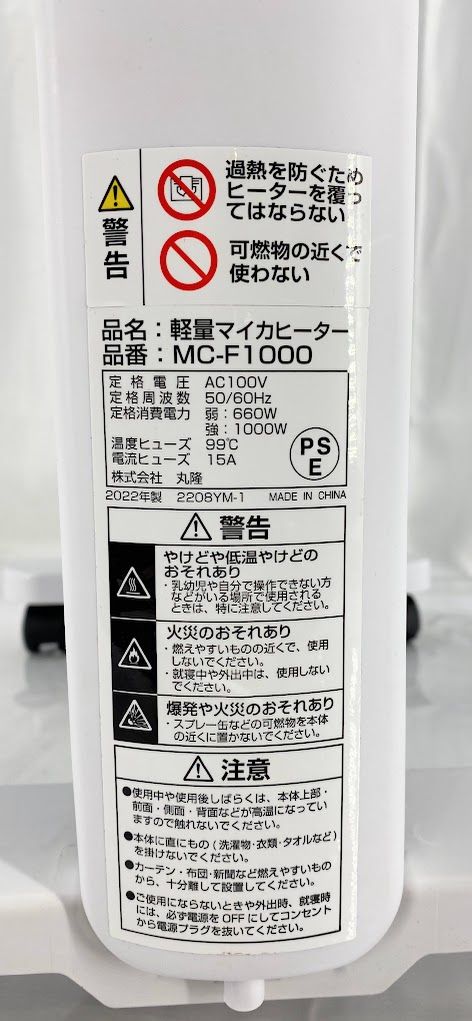 警告
過熱を防ぐため
ヒーターを覆っ
てはならない
可燃物の近くで
使わない
品名：軽量マイカヒーター
品番：MC-F1000
定格電圧 AC100V
定格周波数 50/60Hz
定格消費電力 弱：660W
強：1000W
温度ヒューズ 99℃
電流ヒューズ 15A
株式会社 丸隆
PS
E
2022年製 2208YM-1 MADE IN CHINA
⚠警告
やけどや低温やけどの
おそれあり
・乳幼児や自分で操作できない方
などがいる場所で使用される
ときは、特に注意してください。
火災のおそれあり
・燃えやすいものの近くで、使用
しないでください。
・就寝中や外出中は、使用しない
でください。
爆発や火災のおそれあり
・スプレー缶などの可燃物を本体
の近くに置かないでください。
⚠注意
●使用中や使用後しばらくは、本体上部・
前面・側面・背面などが高温になってい
ますので触れないでください。
●本体に直にもの(洗濯物・衣類・タオルなど)
を掛けないでください。
●カーテン・布団・新聞など燃えやすいもの
から、十分離して設置してください。
●ご使用にならないときや外出時、就寝時
には、必ず電源をOFFにしてコンセント
から電源プラグを抜いてください。